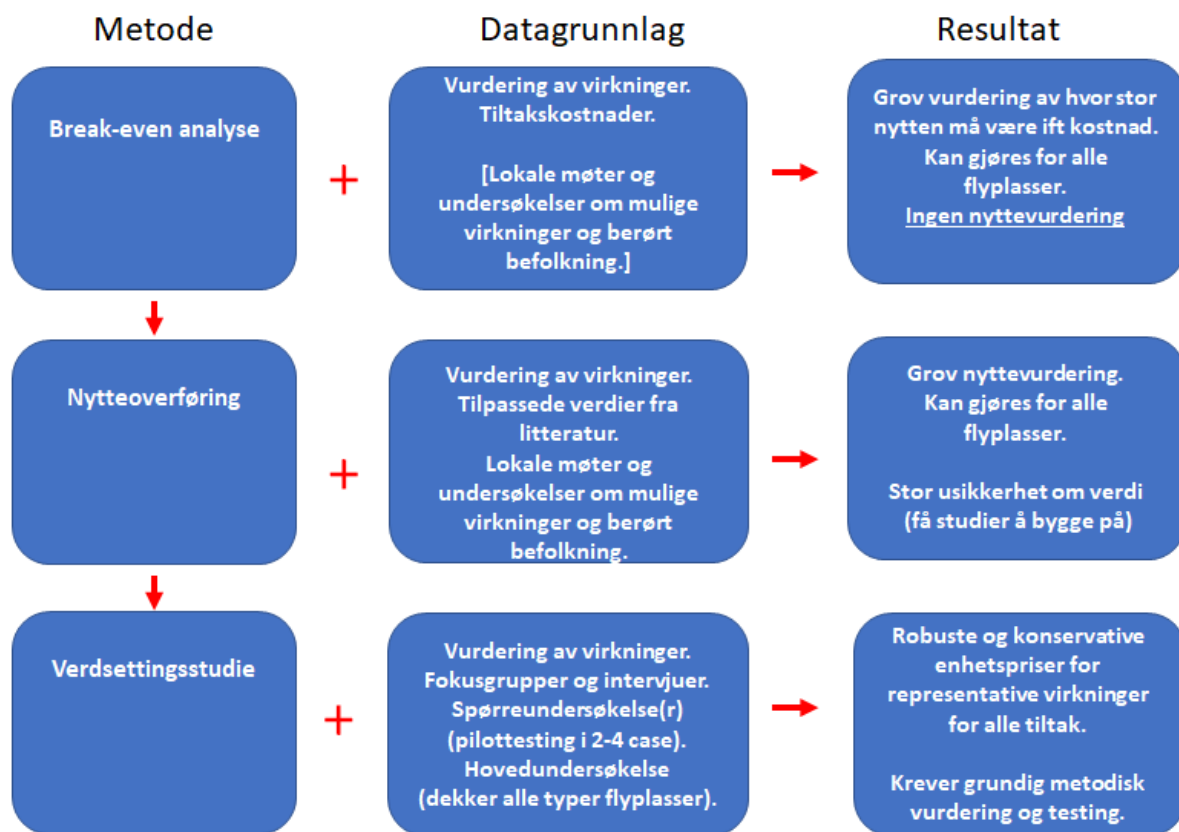 Metode
Datagrunnlag
Resultat
Break-even analyse
+
Vurdering av virkninger.
Tiltakskostnader.
[Lokale møter og
undersøkelser om mulige
virkninger og berørt
befolkning.]
Grov vurdering av hvor stor
nytten må være ift kostnad.
Kan gjøres for alle
flyplasser.
Ingen nyttevurdering
Nytteoverføring
+
Vurdering av virkninger.
Tilpassede verdier fra
litteratur.
Lokale møter og
undersøkelser om mulige
virkninger og berørt
befolkning.
Grov nyttevurdering.
Kan gjøres for alle
flyplasser.
Stor usikkerhet om verdi
(få studier å bygge på)
Verdsettingsstudie
+
Vurdering av virkninger.
Fokusgrupper og intervjuer.
Spørreundersøkelse(r)
(pilottesting i 2-4 case).
Hovedundersøkelse
(dekker alle typer flyplasser).
Robuste og konservative
enhetspriser for
representative virkninger
for alle tiltak.
Krever grundig metodisk
vurdering og testing.